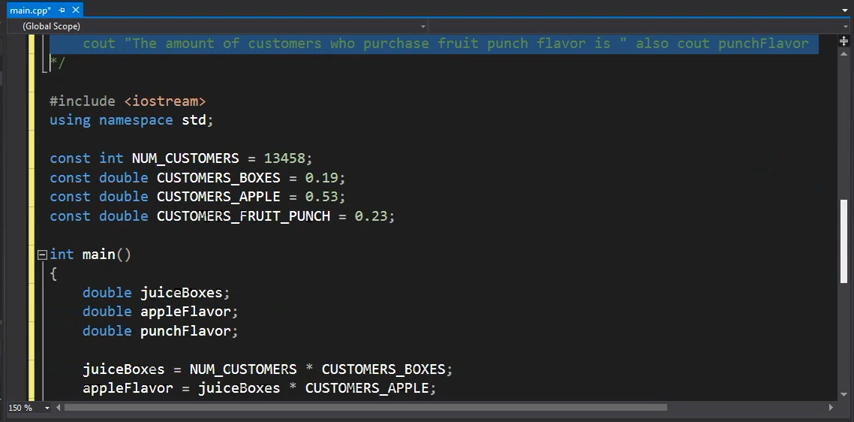 main.cpp*
(Global Scope)
cout "The amount of customers who purchase fruit punch flavor is " also cout punchFlavor
*/
#include <iostream>
using namespace std;
const int NUM_CUSTOMERS = 13458;
const double CUSTOMERS_BOXES = 0.19;
const double CUSTOMERS_APPLE = 0.53;
const double CUSTOMERS_FRUIT_PUNCH = 0.23;
int main()
{
double juiceBoxes;
double appleFlavor;
double punchFlavor;
juiceBoxes = NUM_CUSTOMERS * CUSTOMERS_BOXES;
appleFlavor = juiceBoxes * CUSTOMERS_APPLE;
150 %